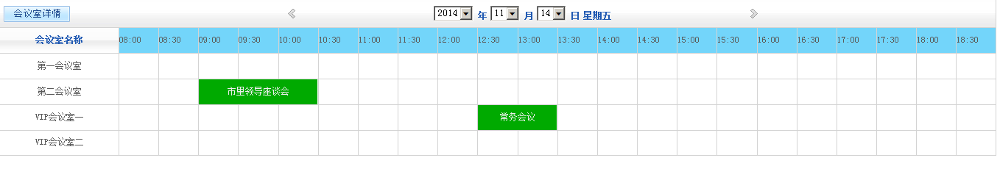 会议室详情 2014 年 11 月 14 日 星期五
会议室名称 08:00 08:30 09:00 09:30 10:00 10:30 11:00 11:30 12:00 12:30 13:00 13:30 14:00 14:30 15:00 15:30 16:00 16:30 17:00 17:30 18:00 18:30
第一会议室
第二会议室 市里领导座谈会
VIP会议室一 常务会议
VIP会议室二